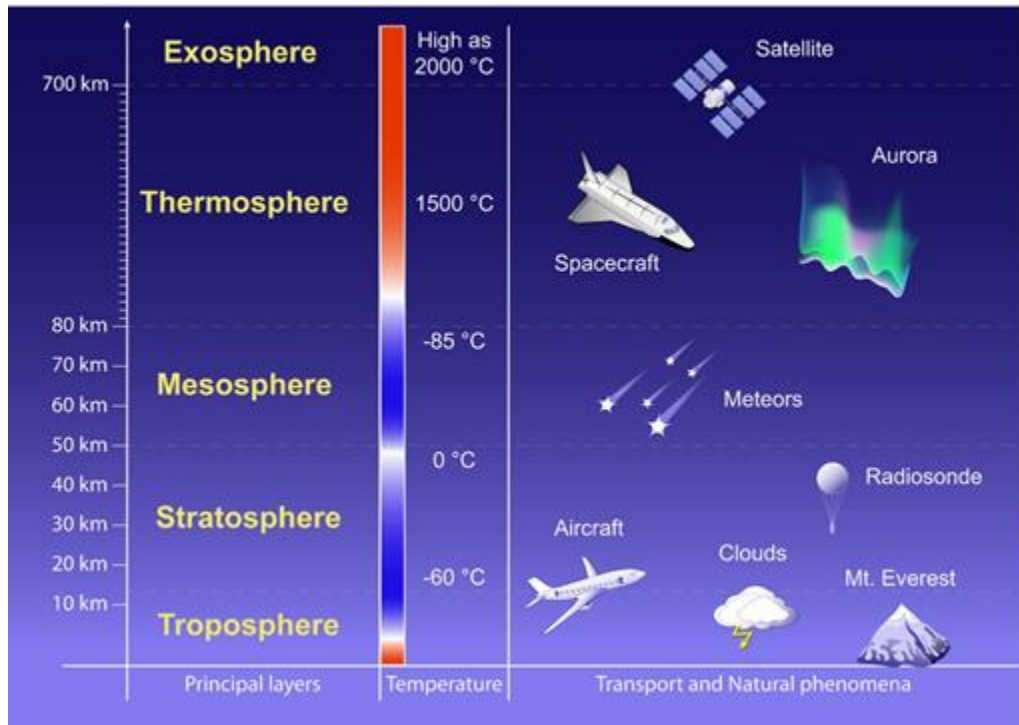 Exosphere
High as
2000 °C
Satellite
700 km
Aurora
Thermosphere
1500 °C
Spacecraft
80 km
-85 °C
70 km
Mesosphere
Meteors
60 km
50 km
0 °C
Radiosonde
40 km
Stratosphere
30 km
Aircraft
Clouds
20 km
-60 °C
Mt. Everest
10 km
Troposphere
Principal layers
Temperature
Transport and Natural phenomena